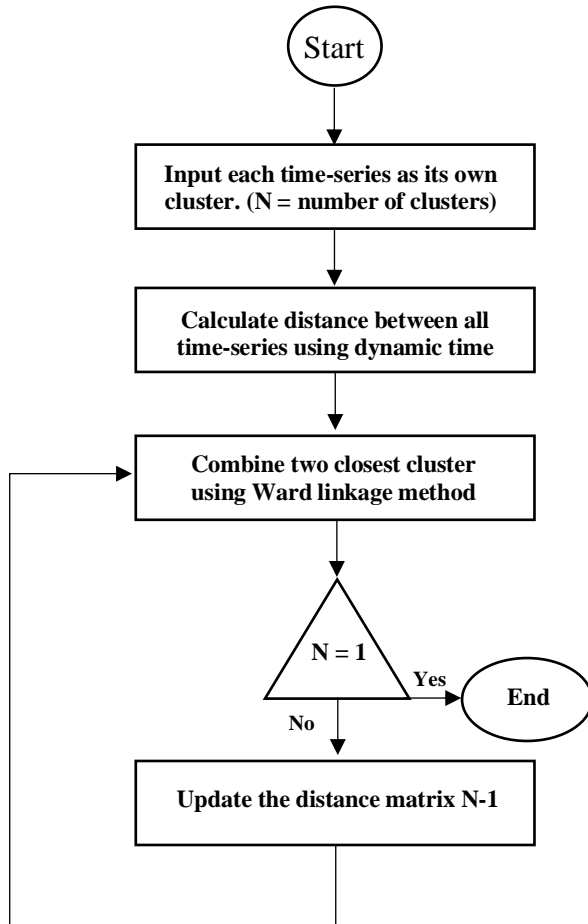 Start
Input each time-series as its own
cluster. (N = number of clusters)
Calculate distance between all
time-series using dynamic time
Combine two closest cluster
using Ward linkage method
N = 1
Yes
End
No
Update the distance matrix N-1